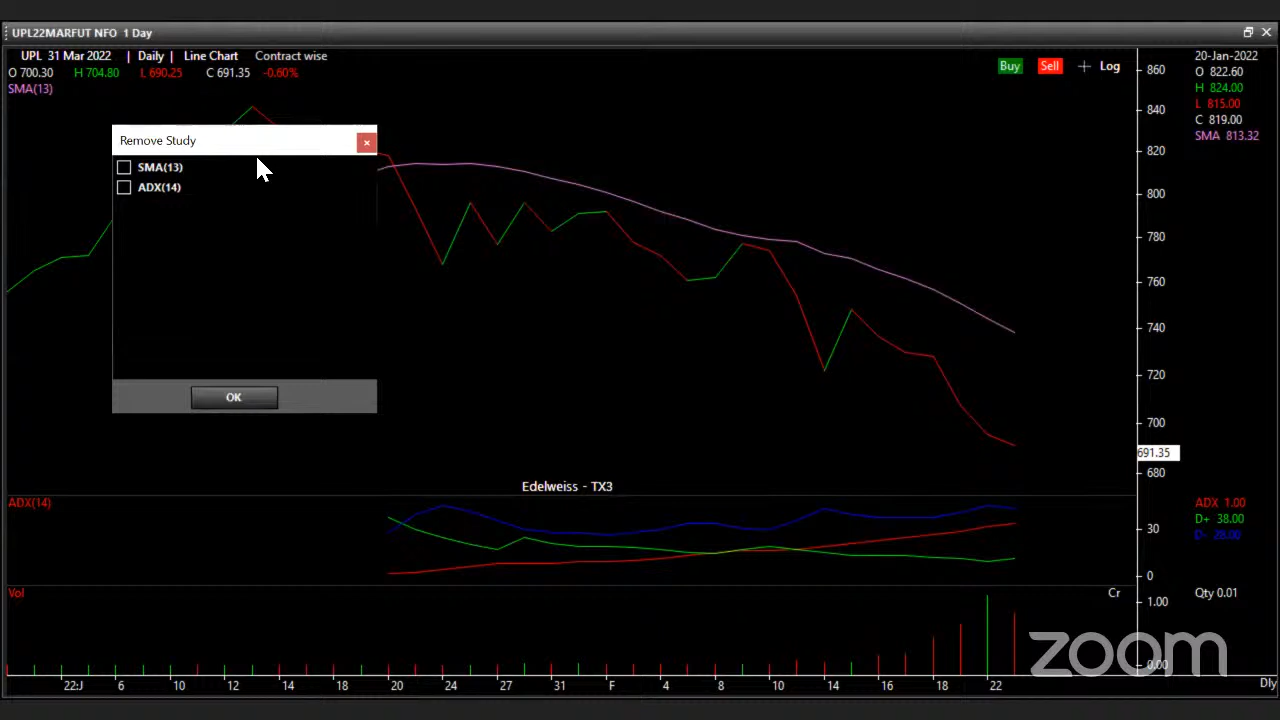 UPL22MARFUT NFO 1 Day
UPL 31 Mar 2022 | Daily | Line Chart Contract wise
O 700.30 H 704.80 L 690.25 C 691.35 -0.60%
SMA(13)
Buy Sell + Log
20-Jan-2022
O 822.60
H 824.00
L 815.00
C 819.00
SMA 813.32
860
840
820
800
780
760
740
720
700
691.35
680
Remove Study
SMA(13)
ADX(14)
OK
Edelweiss - TX3
ADX(14)
ADX 1.00
D+ 38.00
D- 28.00
30
0
Vol
Cr
1.00
0.00
Qty 0.01
zoom
22:J 6 10 12 14 18 20 24 27 31 F 4 8 10 14 16 18 22
Dly